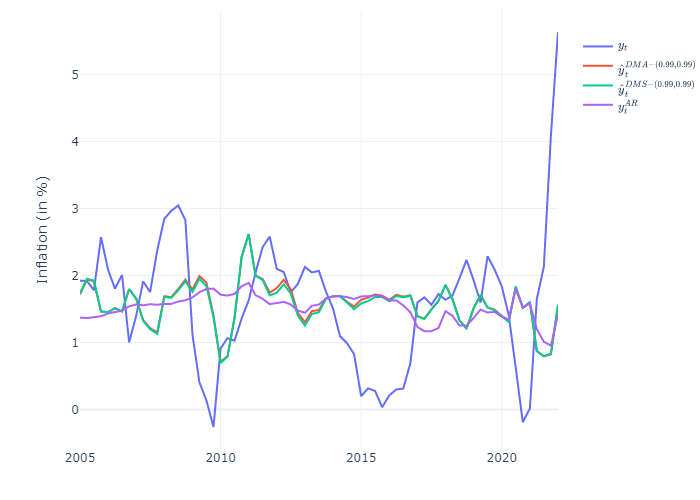 Inflation (in %)
5
4
3
2
1
0
2005 2010 2015 2020
y_t
ŷ_t^{DMA−(0.99,0.99)}
ŷ_t^{DMS−(0.99,0.99)}
y_t^{AR}